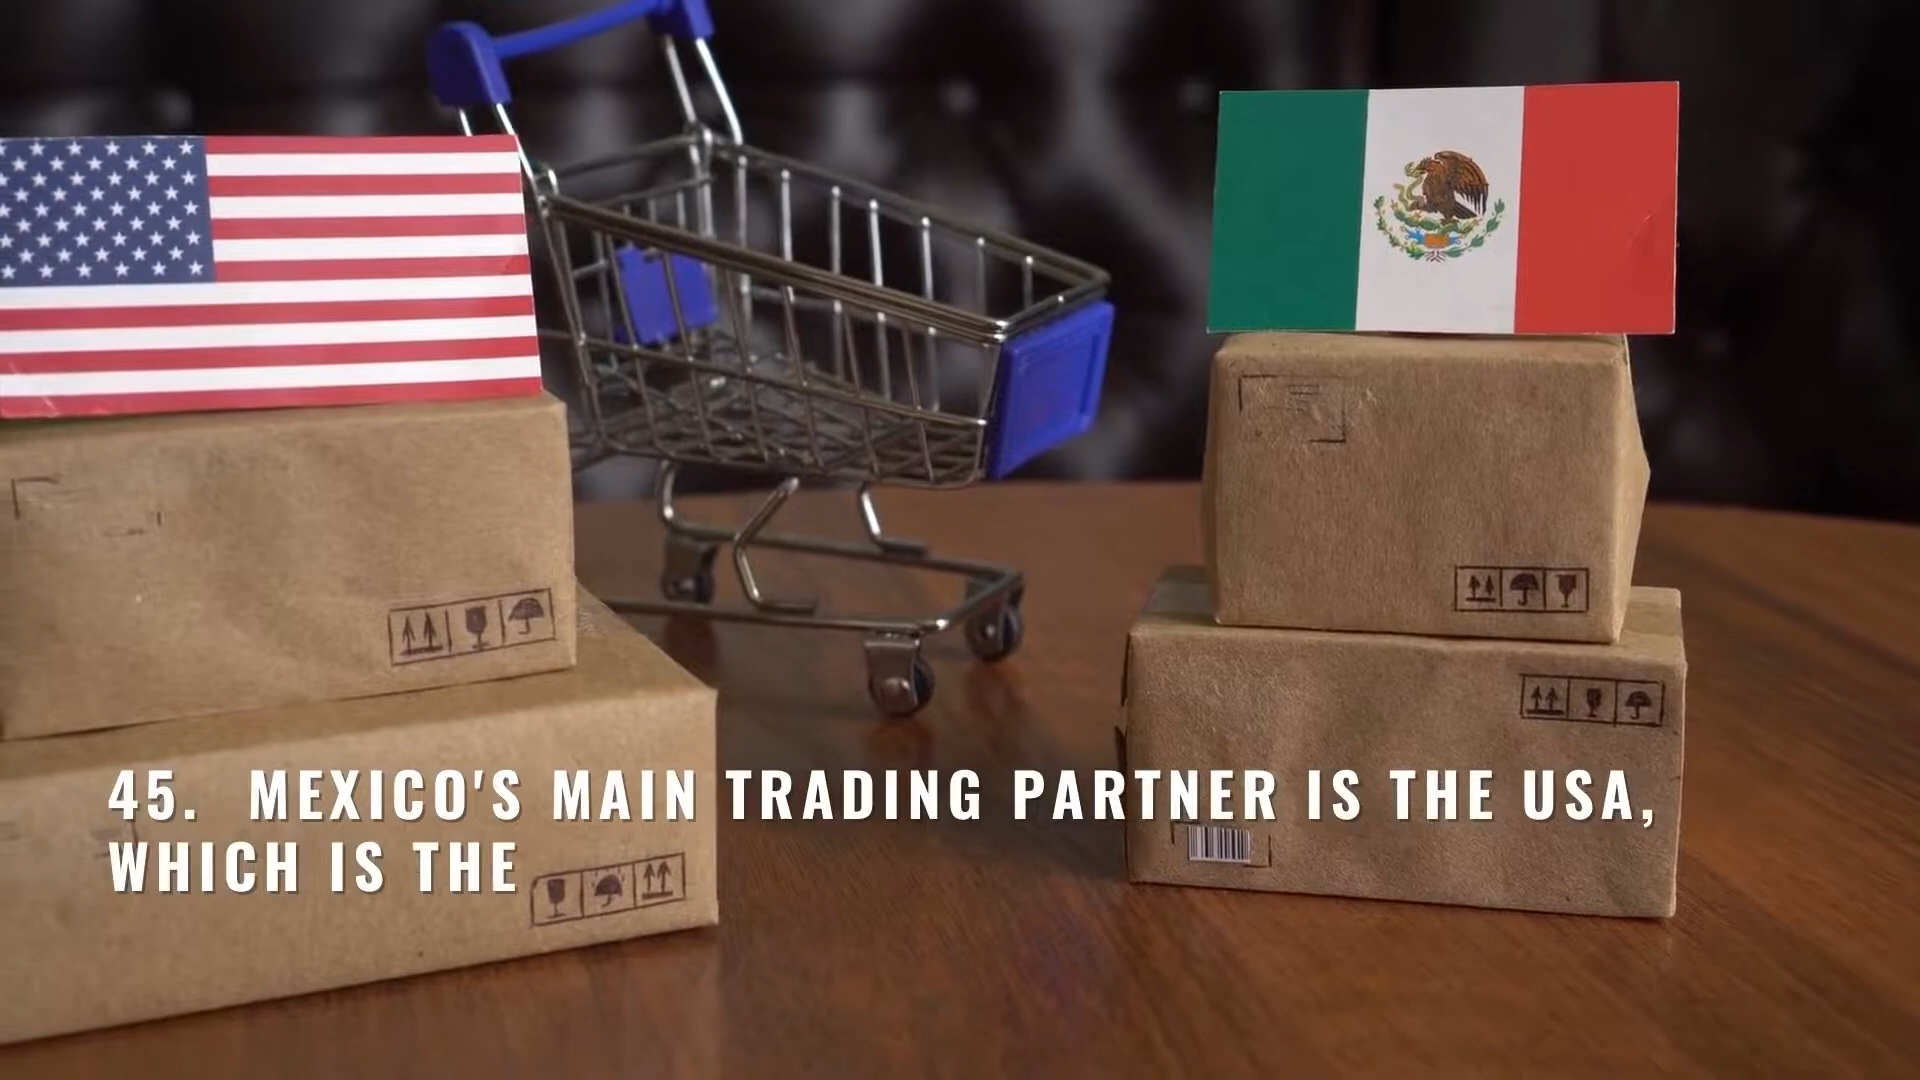 45. MEXICO'S MAIN TRADING PARTNER IS THE USA,
WHICH IS THE